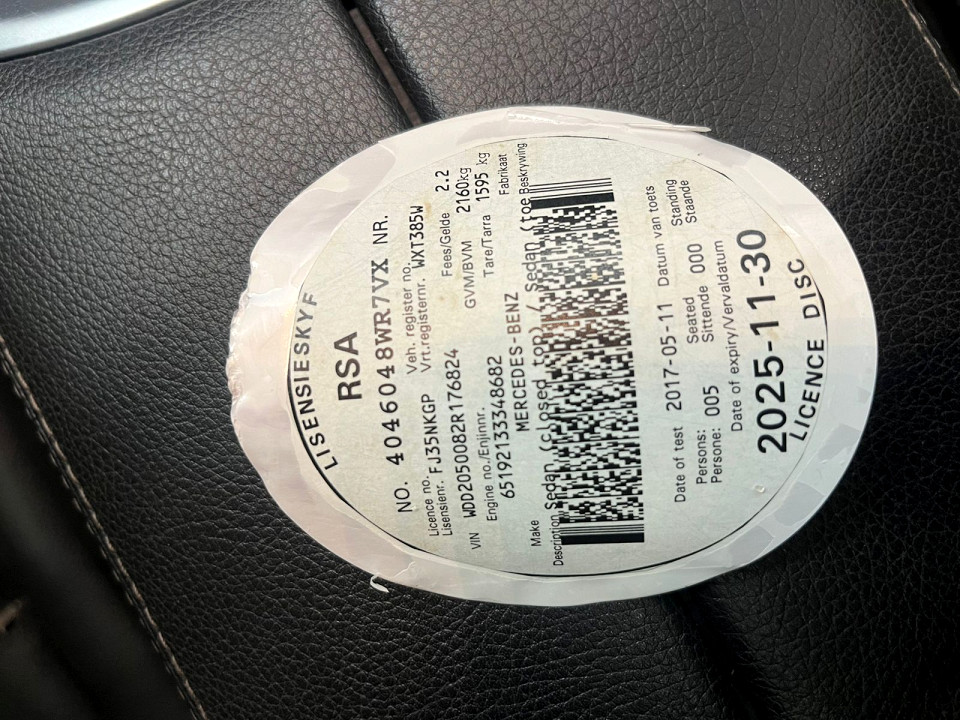 LISENSIESKYF
RSA
NO. 4046048WR7VX NR.
Licence no. FJ35NKGP Veh. register no. WXT385W
Lisensienr. Vrt.registernr.
VIN WDD2050082R176824 Fees/Gelde 2.2
Engine no./Enjinnr. GVM/BVM 2160kg
65192133348682 Tare/Tarra 1595 kg
Make MERCEDES-BENZ Fabrikaat
Description Sedan (closed top) / Sedan (toe Beskrywing
Date of test 2017-05-11 Datum van toets
Persons: 005 Seated 000 Standing
Persone: Sittende Staande
Date of expiry/Vervaldatum
2025-11-30
LICENCE DISC